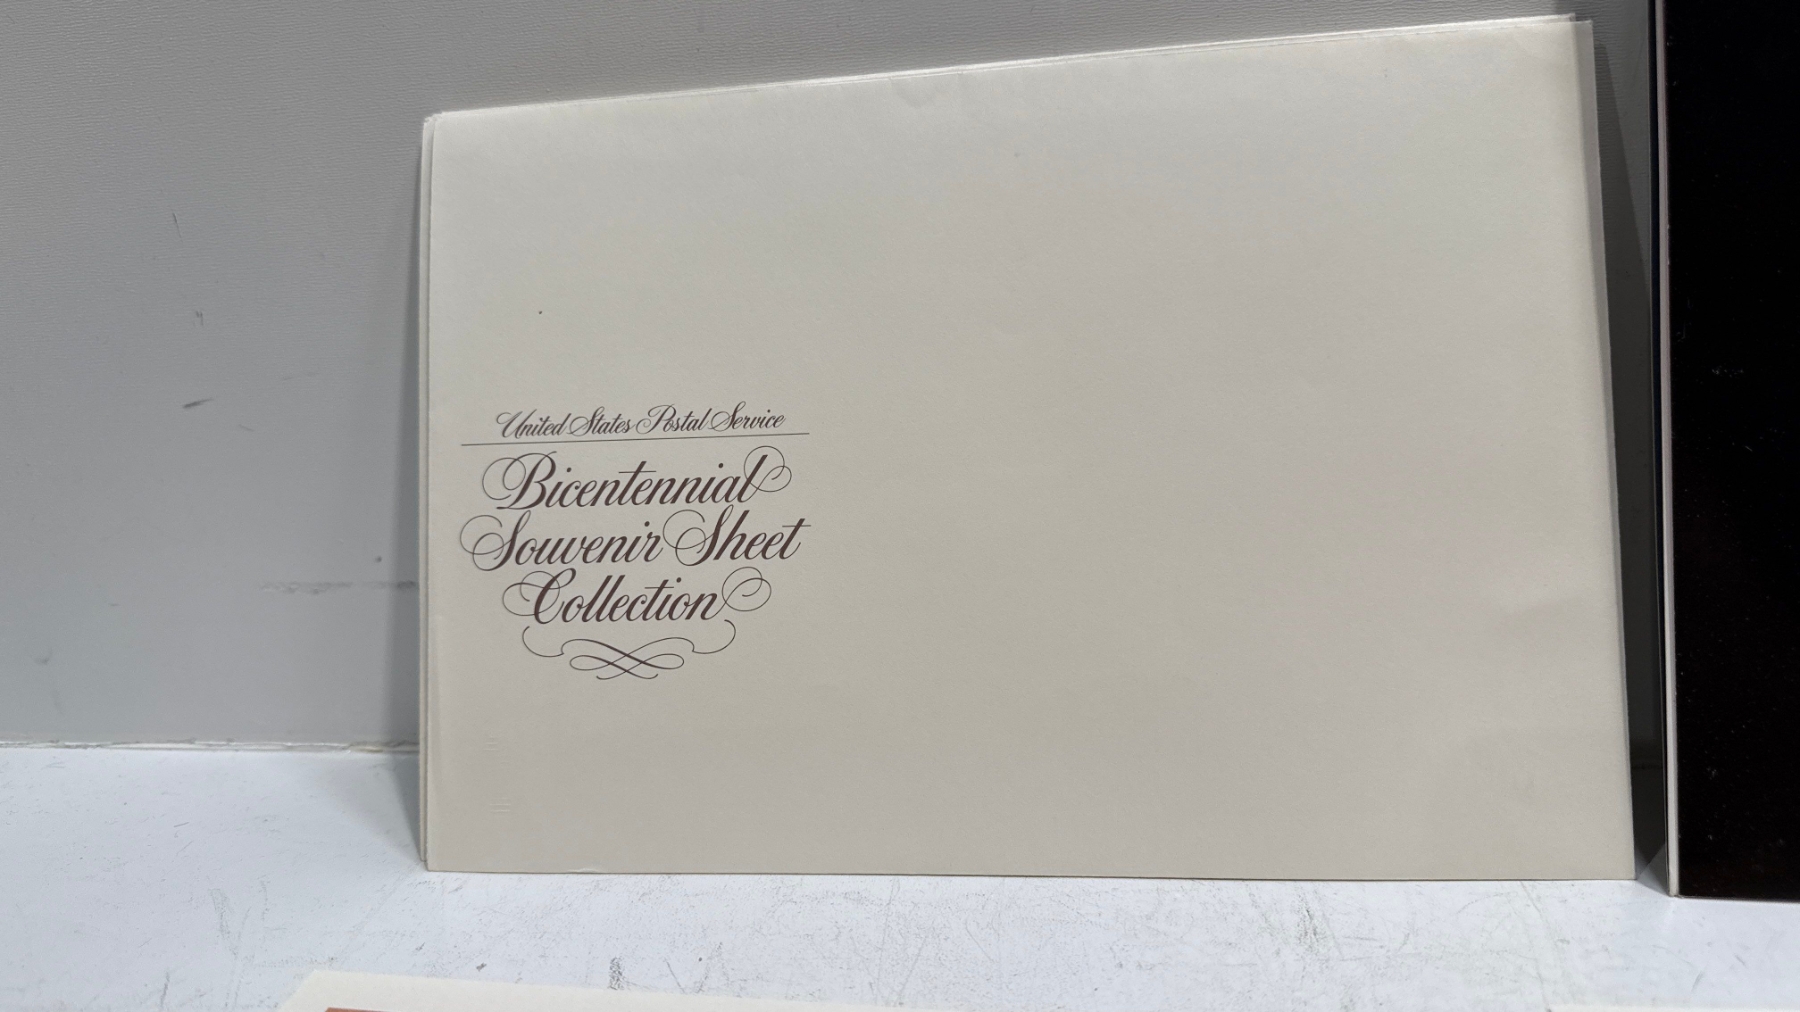 United States Postal Service
Bicentennial
Souvenir Sheet
Collection